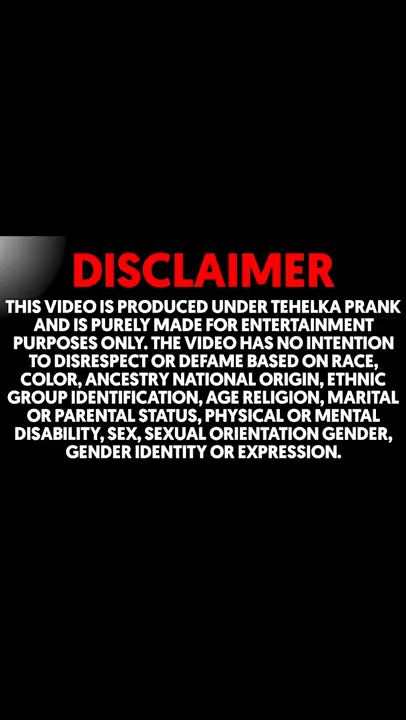 DISCLAIMER
THIS VIDEO IS PRODUCED UNDER TEHELKA PRANK
AND IS PURELY MADE FOR ENTERTAINMENT
PURPOSES ONLY. THE VIDEO HAS NO INTENTION
TO DISRESPECT OR DEFAME BASED ON RACE,
COLOR, ANCESTRY NATIONAL ORIGIN, ETHNIC
GROUP IDENTIFICATION, AGE RELIGION, MARITAL
OR PARENTAL STATUS, PHYSICAL OR MENTAL
DISABILITY, SEX, SEXUAL ORIENTATION GENDER,
GENDER IDENTITY OR EXPRESSION.